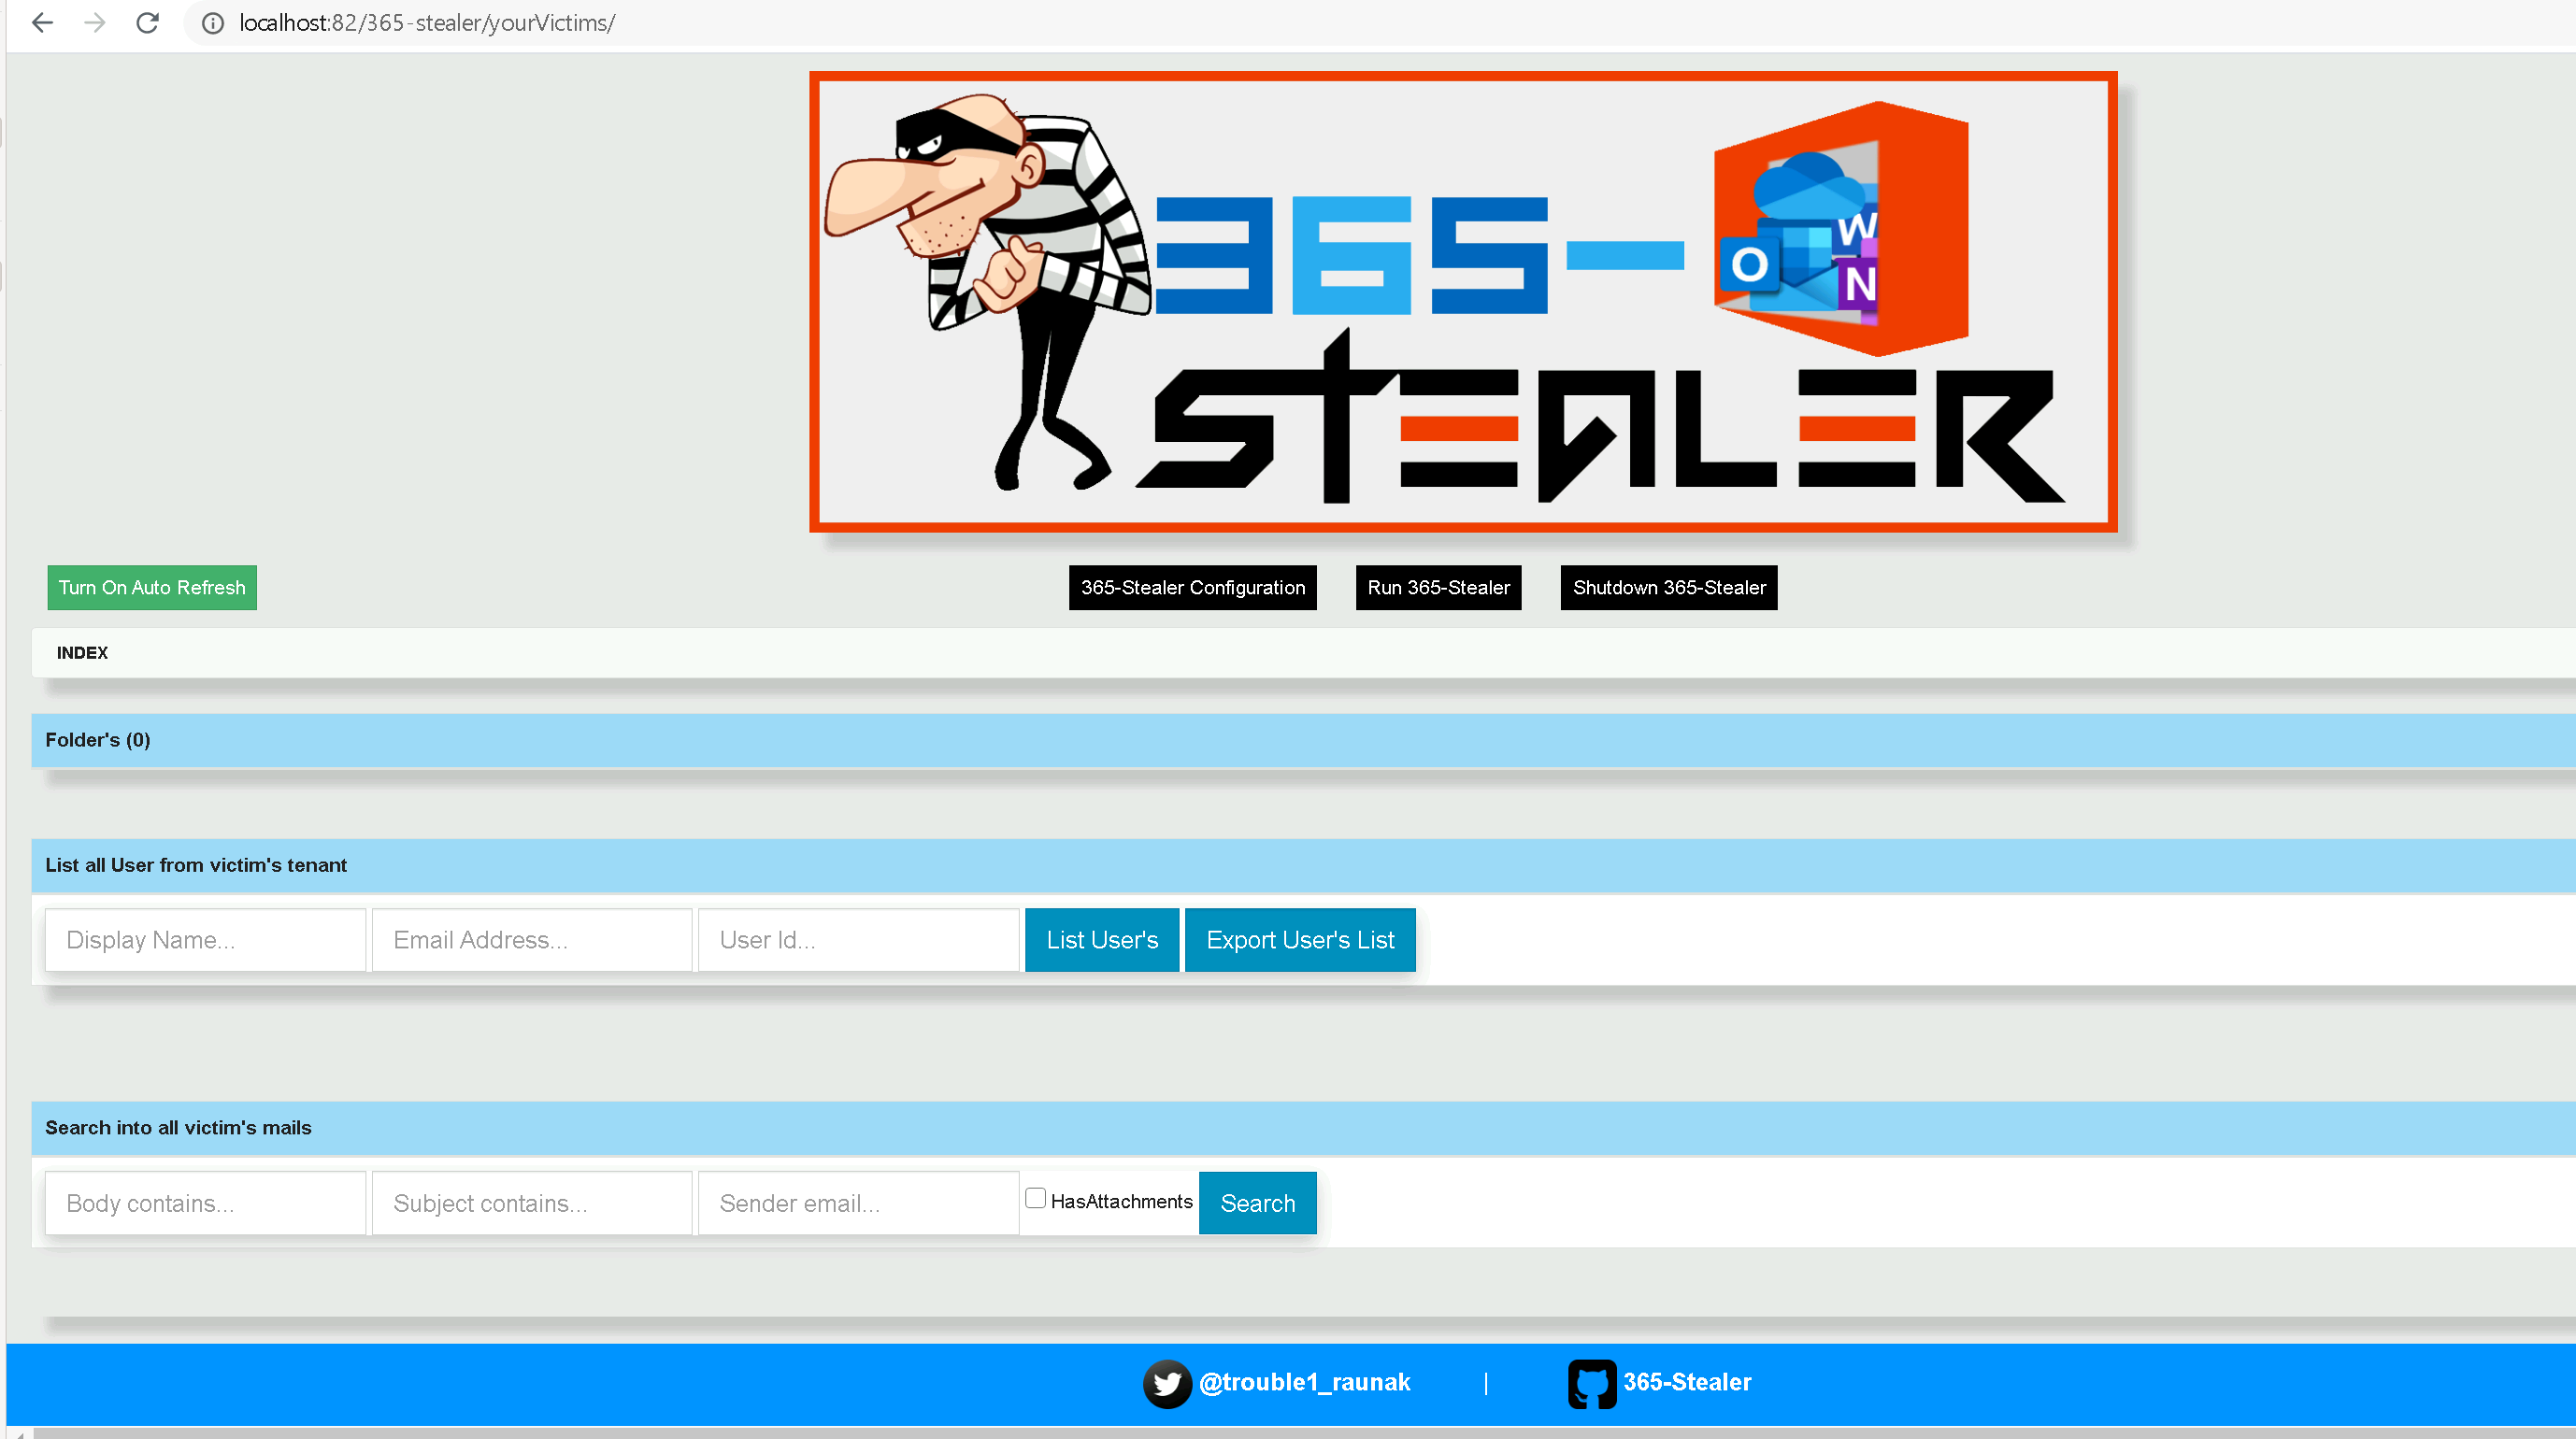 localhost:82/365-stealer/yourVictims/
365-
O W N
STEALER
Turn On Auto Refresh 365-Stealer Configuration Run 365-Stealer Shutdown 365-Stealer
INDEX
Folder's (0)
List all User from victim's tenant
Display Name... Email Address... User Id... List User's Export User's List
Search into all victim's mails
Body contains... Subject contains... Sender email... HasAttachments Search
@trouble1_raunak | 365-Stealer